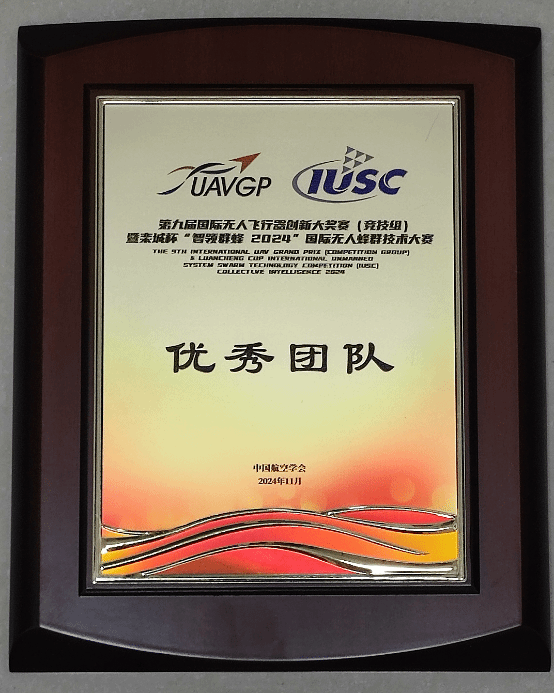 UAVGP IUSC
第九届国际无人飞行器创新大奖赛（竞技组）
暨栾城杯“智领群蜂 2024”国际无人蜂群技术大赛
THE 9TH INTERNATIONAL UAV GRAND PRIX (COMPETITION GROUP)
& LUANCHENG CUP INTERNATIONAL UNMANNED
SYSTEM SWARM TECHNOLOGY COMPETITION (IUSC)
COLLECTIVE INTELLIGENCE 2024
优秀团队
中国航空学会
2024年11月